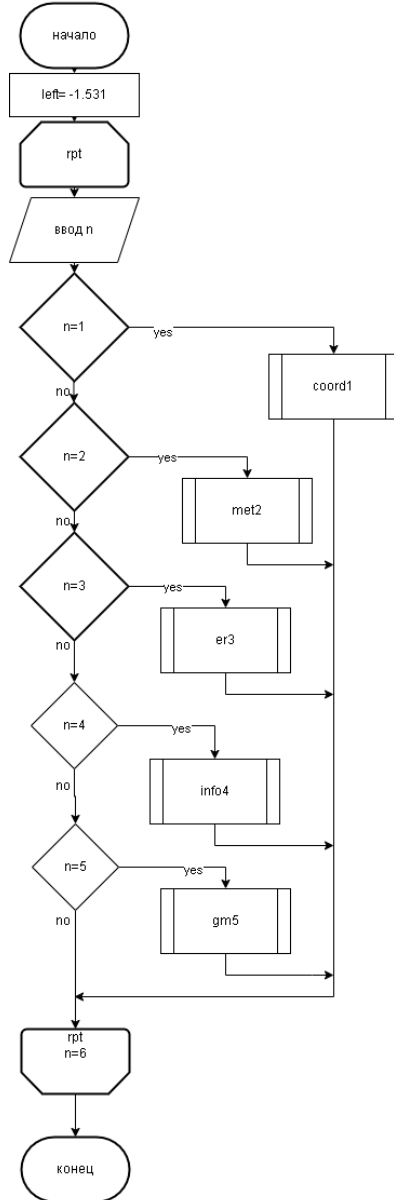 начало
left= -1.531
rpt
ввод n
n=1
yes
coord1
no
n=2
yes
met2
no
n=3
yes
er3
no
n=4
yes
info4
no
n=5
yes
gm5
no
rpt
n=6
конец